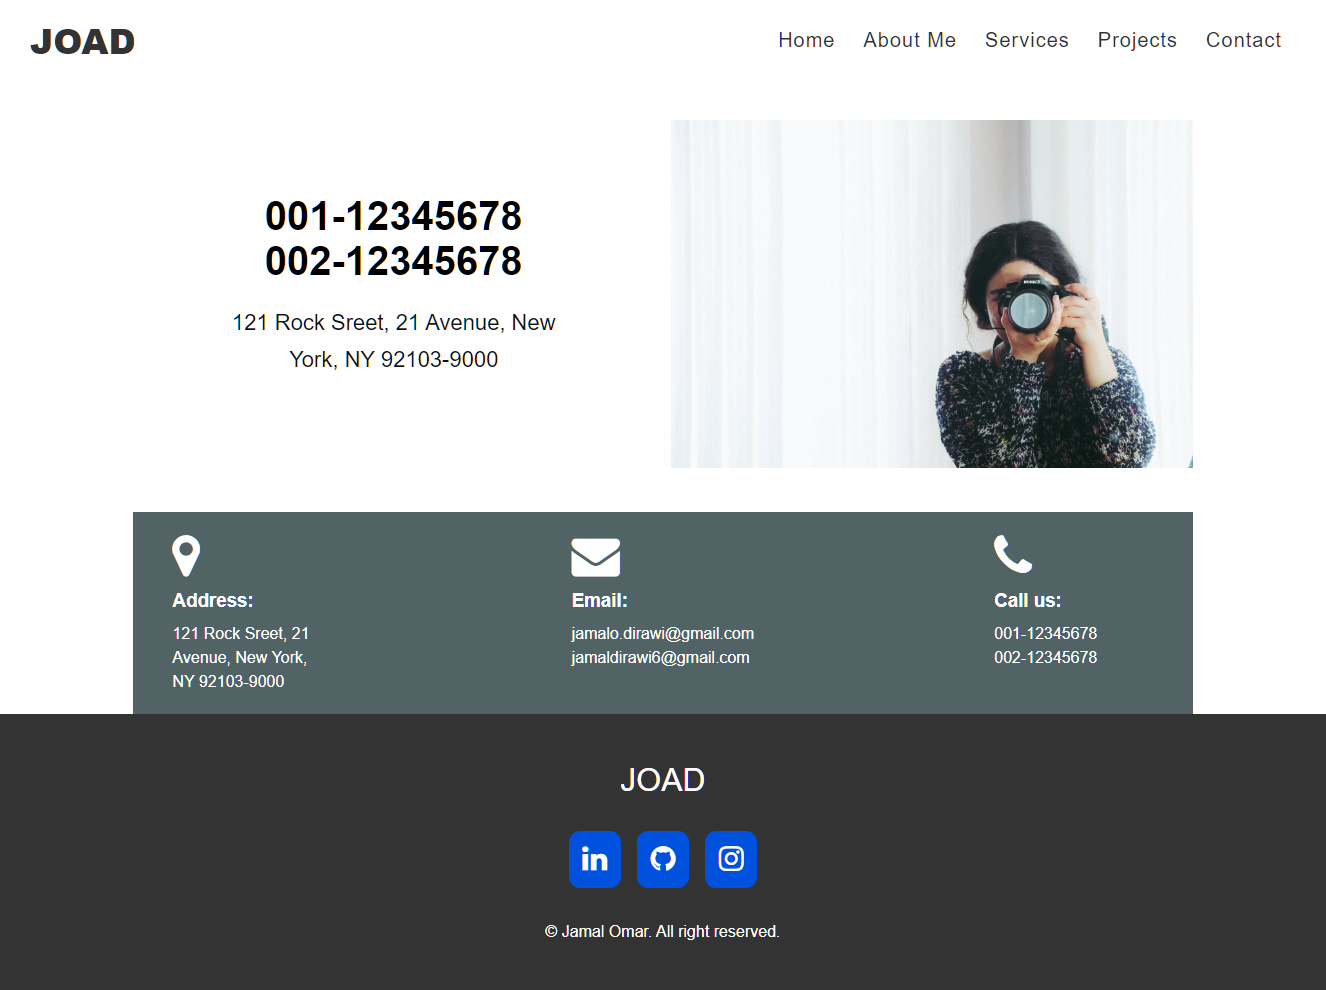 JOAD
Home About Me Services Projects Contact
001-12345678
002-12345678
121 Rock Sreet, 21 Avenue, New
York, NY 92103-9000
Address:
121 Rock Sreet, 21
Avenue, New York,
NY 92103-9000
Email:
jamalo.dirawi@gmail.com
jamaldirawi6@gmail.com
Call us:
001-12345678
002-12345678
JOAD
in
© Jamal Omar. All right reserved.